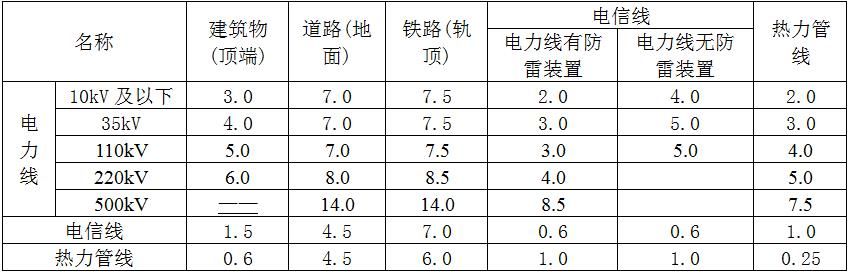 名称 建筑物(顶端) 道路(地面) 铁路(轨顶) 电信线 热力管线
电力线有防雷装置 电力线无防雷装置
电力线 10kV及以下 3.0 7.0 7.5 2.0 4.0 2.0
35kV 4.0 7.0 7.5 3.0 5.0 3.0
110kV 5.0 7.0 7.5 3.0 5.0 4.0
220kV 6.0 8.0 8.5 4.0 5.0
500kV —— 14.0 14.0 8.5 7.5
电信线 1.5 4.5 7.0 0.6 0.6 1.0
热力管线 0.6 4.5 6.0 1.0 1.0 0.25